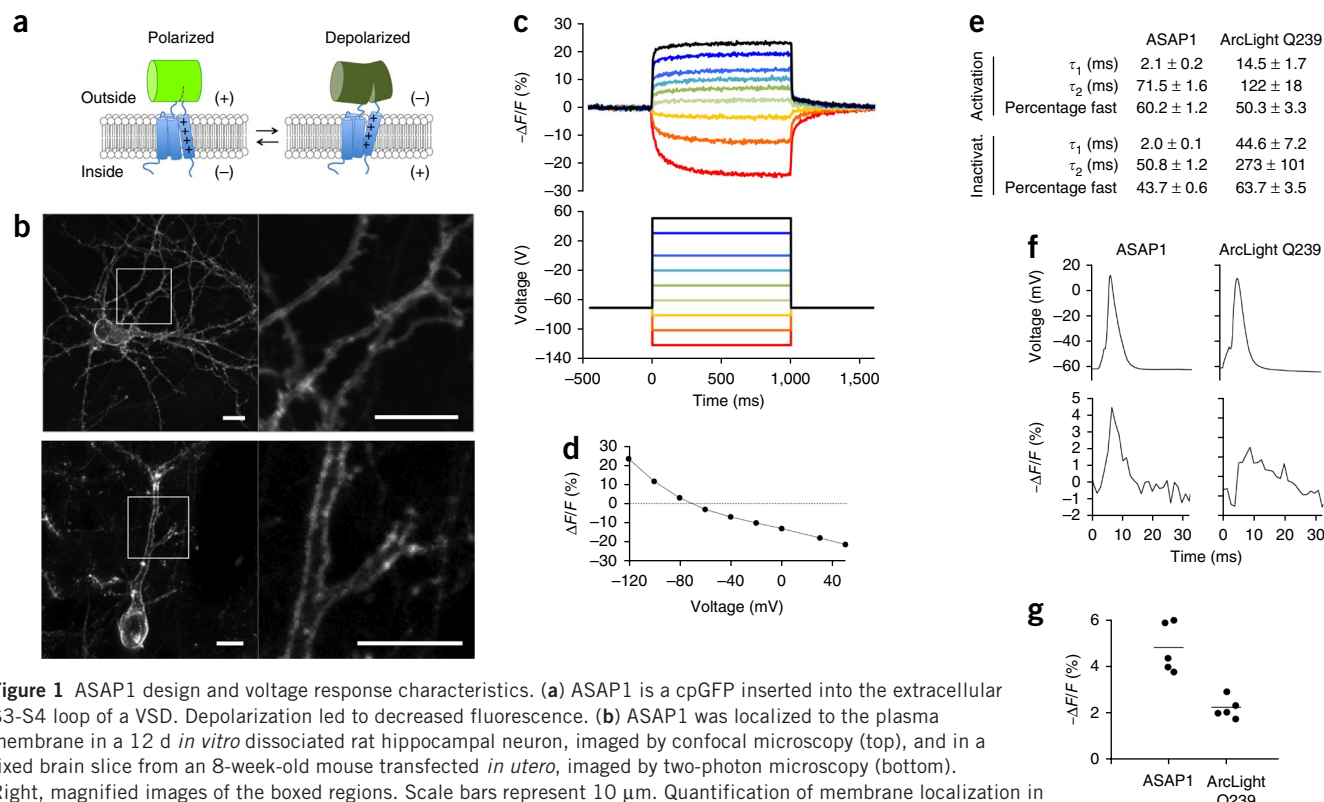 a
Polarized
Depolarized
Outside
(+)
(–)
Inside
(–)
(+)
b
c
30
20
10
0
–10
–20
–30
–ΔF/F (%)
60
20
–20
–60
–100
–140
Voltage (V)
–500
0
500
1,000
1,500
Time (ms)
d
30
20
10
0
–10
–20
–30
ΔF/F (%)
–120
–80
–40
0
40
Voltage (mV)
e
ASAP1 ArcLight Q239
Activation
τ1 (ms) 2.1 ± 0.2 14.5 ± 1.7
τ2 (ms) 71.5 ± 1.6 122 ± 18
Percentage fast 60.2 ± 1.2 50.3 ± 3.3
Inactivat.
τ1 (ms) 2.0 ± 0.1 44.6 ± 7.2
τ2 (ms) 50.8 ± 1.2 273 ± 101
Percentage fast 43.7 ± 0.6 63.7 ± 3.5
f
ASAP1 ArcLight Q239
20
0
–20
–40
–60
Voltage (mV)
5
4
3
2
1
0
–1
–2
–ΔF/F (%)
0 10 20 30 0 10 20 30
Time (ms)
g
6
4
2
0
–ΔF/F (%)
ASAP1 ArcLight
Q239
igure 1 ASAP1 design and voltage response characteristics. (a) ASAP1 is a cpGFP inserted into the extracellular
S3-S4 loop of a VSD. Depolarization led to decreased fluorescence. (b) ASAP1 was localized to the plasma
membrane in a 12 d in vitro dissociated rat hippocampal neuron, imaged by confocal microscopy (top), and in a
ixed brain slice from an 8-week-old mouse transfected in utero, imaged by two-photon microscopy (bottom).
Right, magnified images of the boxed regions. Scale bars represent 10 μm. Quantification of membrane localization in